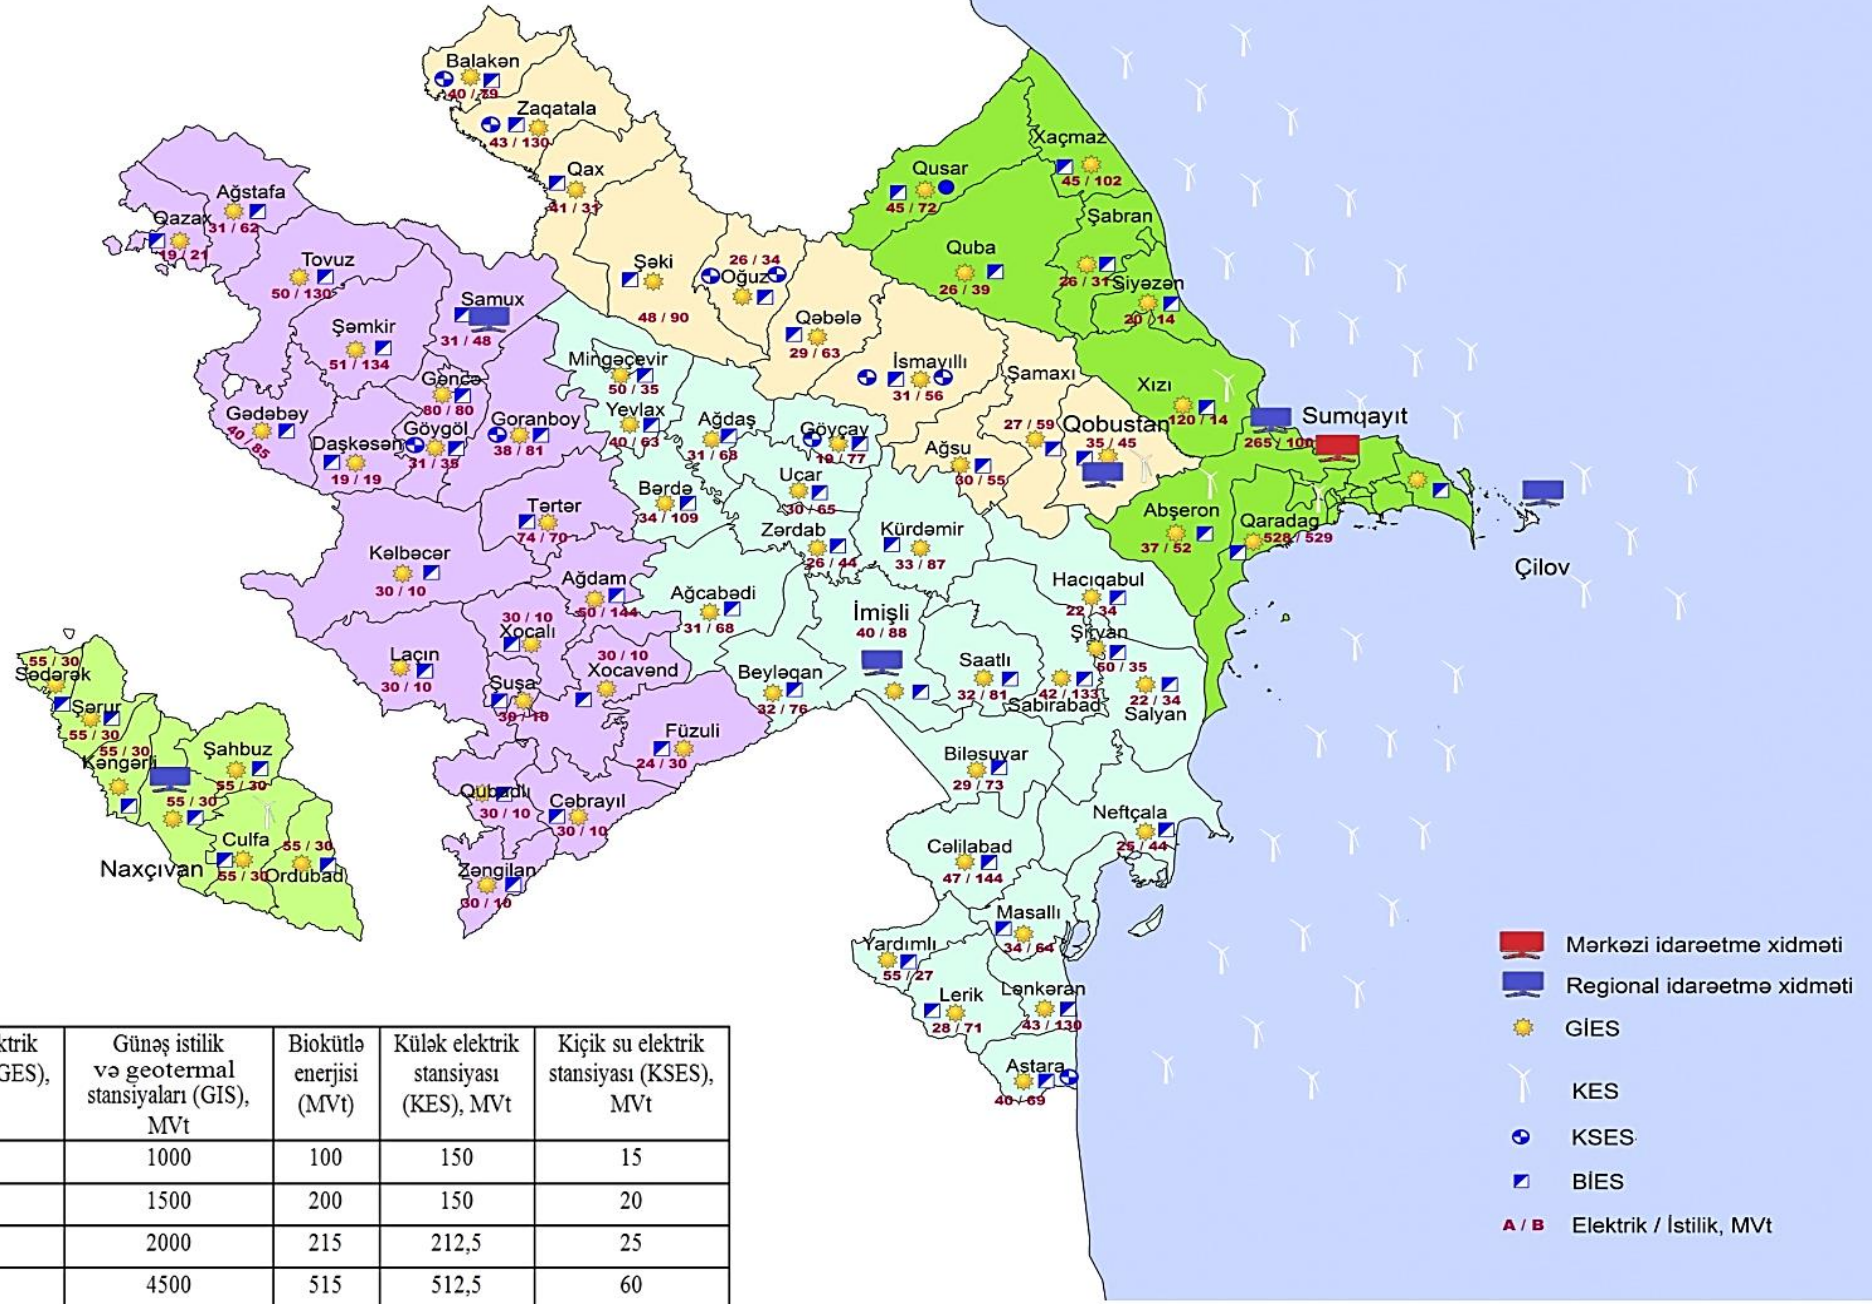 Balakən
40 / 79
Zaqatala
43 / 130
Qax
41 / 31
Xaçmaz
45 / 102
Qusar
45 / 72
Şabran
26 / 31
Quba
26 / 39
Siyəzən
20 / 14
Ağstafa
31 / 62
Qazax
19 / 21
Tovuz
50 / 130
Samux
31 / 48
Şəmkir
51 / 134
Şəki
48 / 90
26 / 34
Oğuz
Qəbələ
29 / 63
İsmayıllı
31 / 56
Şamaxı
27 / 59
Xızı
120 / 14
Sumqayıt
265 / 100
Qobustan
35 / 45
Mingəçevir
50 / 35
Gəncə
80 / 80
Gədəbəy
40 / 85
Daşkəsən
19 / 19
Göygöl
31 / 35
Goranboy
38 / 81
Yevlax
40 / 63
Ağdaş
31 / 68
Göyçay
19 / 77
Ağsu
30 / 55
Ucar
30 / 65
Bərdə
34 / 109
Tərtər
74 / 70
Zərdab
26 / 44
Kürdəmir
33 / 87
Abşeron
37 / 52
Qaradag
528 / 529
Çilov
Kəlbəcər
30 / 10
Ağdam
50 / 144
Ağcabədi
31 / 68
İmişli
40 / 88
Hacıqabul
22 / 34
Şirvan
50 / 35
30 / 10
Xocalı
30 / 10
Xocavənd
Laçın
30 / 10
Şuşa
30 / 10
Beyləqan
32 / 76
Saatlı
32 / 81
42 / 133
Sabirabad
22 / 34
Salyan
Füzuli
24 / 30
Biləsuvar
29 / 73
Qubadlı
30 / 10
Cəbrayıl
30 / 10
Zəngilan
30 / 10
Neftçala
25 / 44
Cəlilabad
47 / 144
Masallı
34 / 64
Yardımlı
55 / 27
Lerik
28 / 71
Lənkəran
43 / 130
Astara
40 / 69
55 / 30
Sədərək
Şərur
55 / 30
55 / 30
Kəngərli
Şahbuz
55 / 30
55 / 30
Culfa
55 / 30
55 / 30
Ordubad
Naxçıvan
Mərkəzi idarəetme xidməti
Regional idarəetmə xidməti
GİES
KES
KSES
BİES
A / B Elektrik / İstilik, MVt
ktrik Günəş istilik Biokütlə Külək elektrik Kiçik su elektrik
GES), və geotermal enerjisi stansiyası stansiyası (KSES),
stansiyaları (GIS), (MVt) (KES), MVt MVt
MVt
1000 100 150 15
1500 200 150 20
2000 215 212,5 25
4500 515 512,5 60